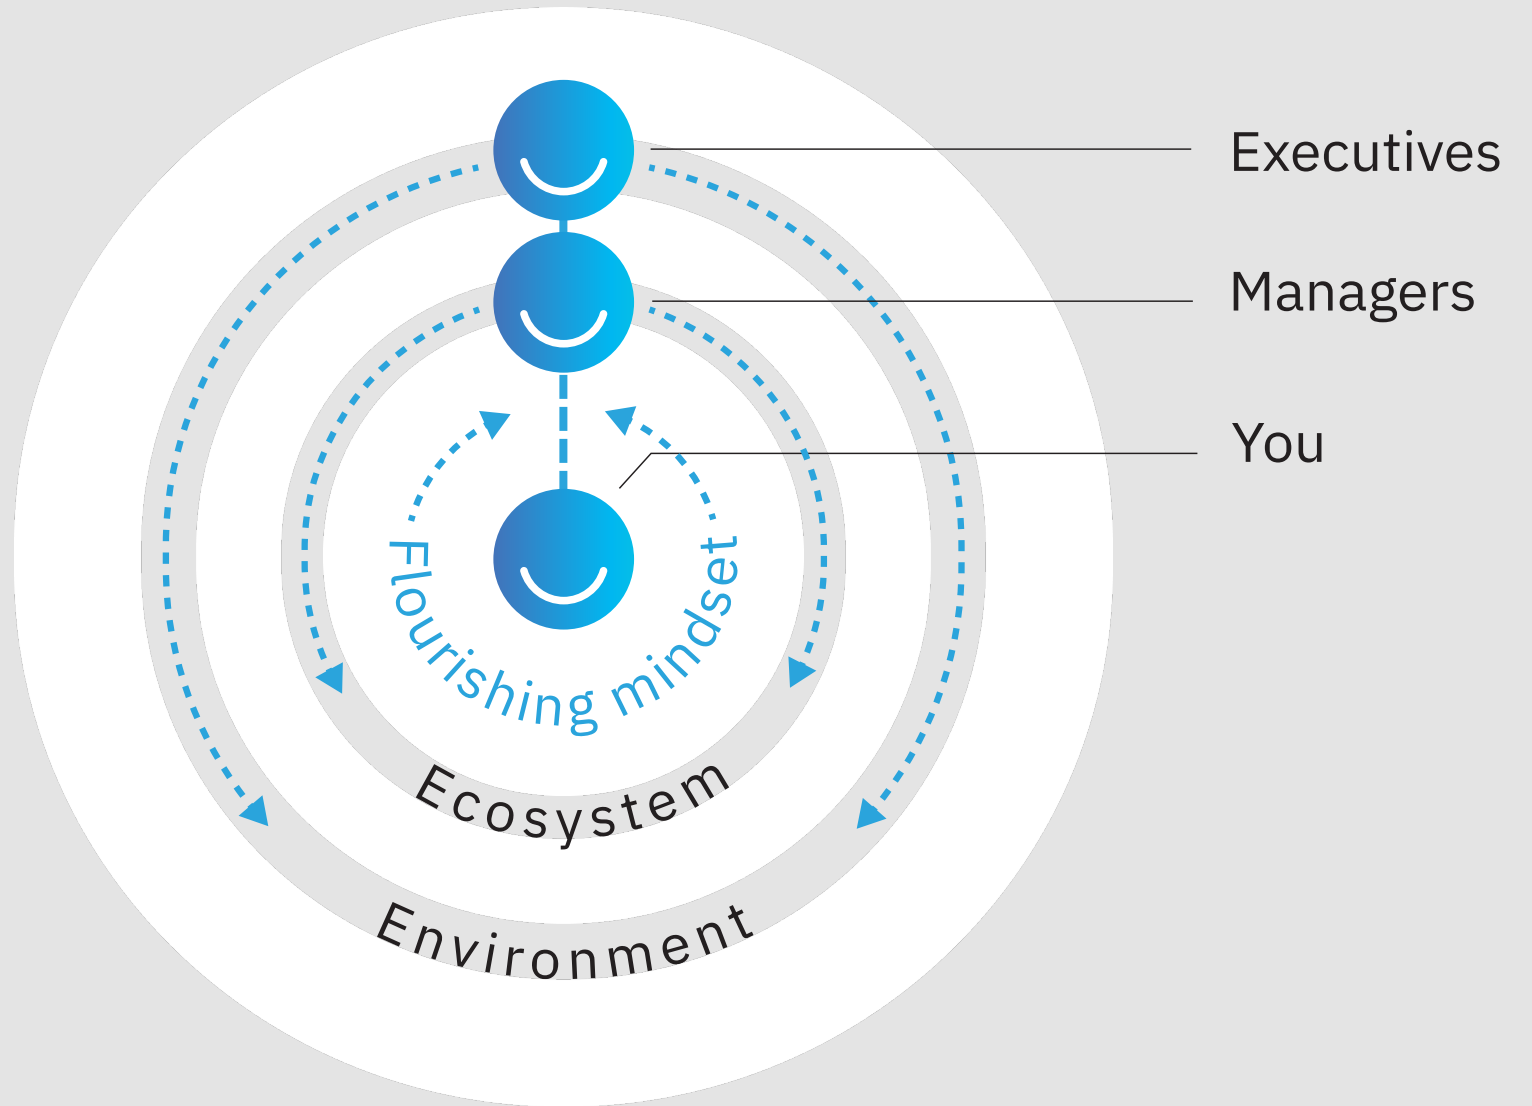 Executives
Managers
You
Flourishing mindset
Ecosystem
Environment